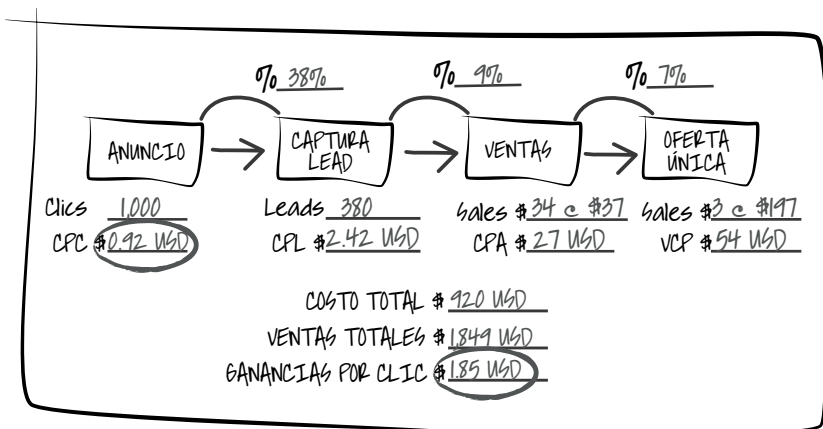 % 38%
% 9%
% 7%
ANUNCIO
CAPTURA
LEAD
VENTAS
OFERTA
ÚNICA
Clics 1,000
Leads 380
Sales $34 @ $37
Sales $3 @ $197
CPC $0.92 USD
CPL $2.42 USD
CPA $27 USD
VCP $54 USD
COSTO TOTAL $ 920 USD
VENTAS TOTALES $1,849 USD
GANANCIAS POR CLIC $1.85 USD